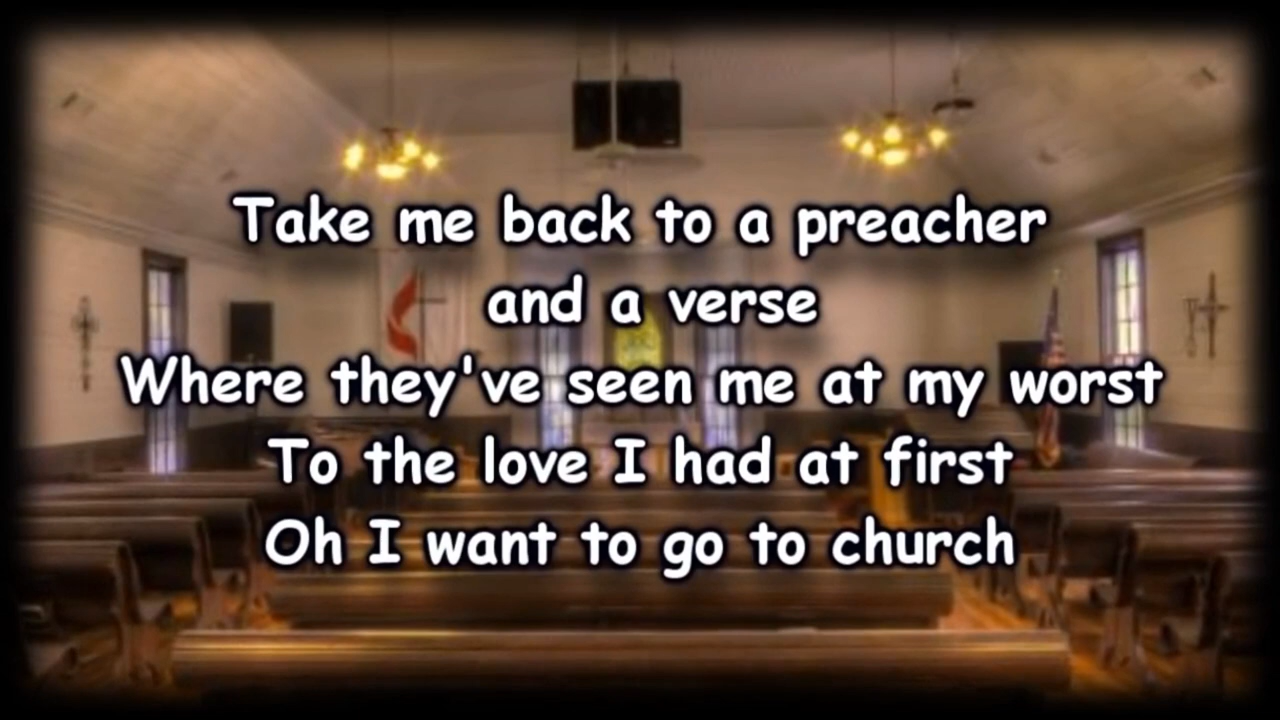 Take me back to a preacher
and a verse
Where they've seen me at my worst
To the love I had at first
Oh I want to go to church